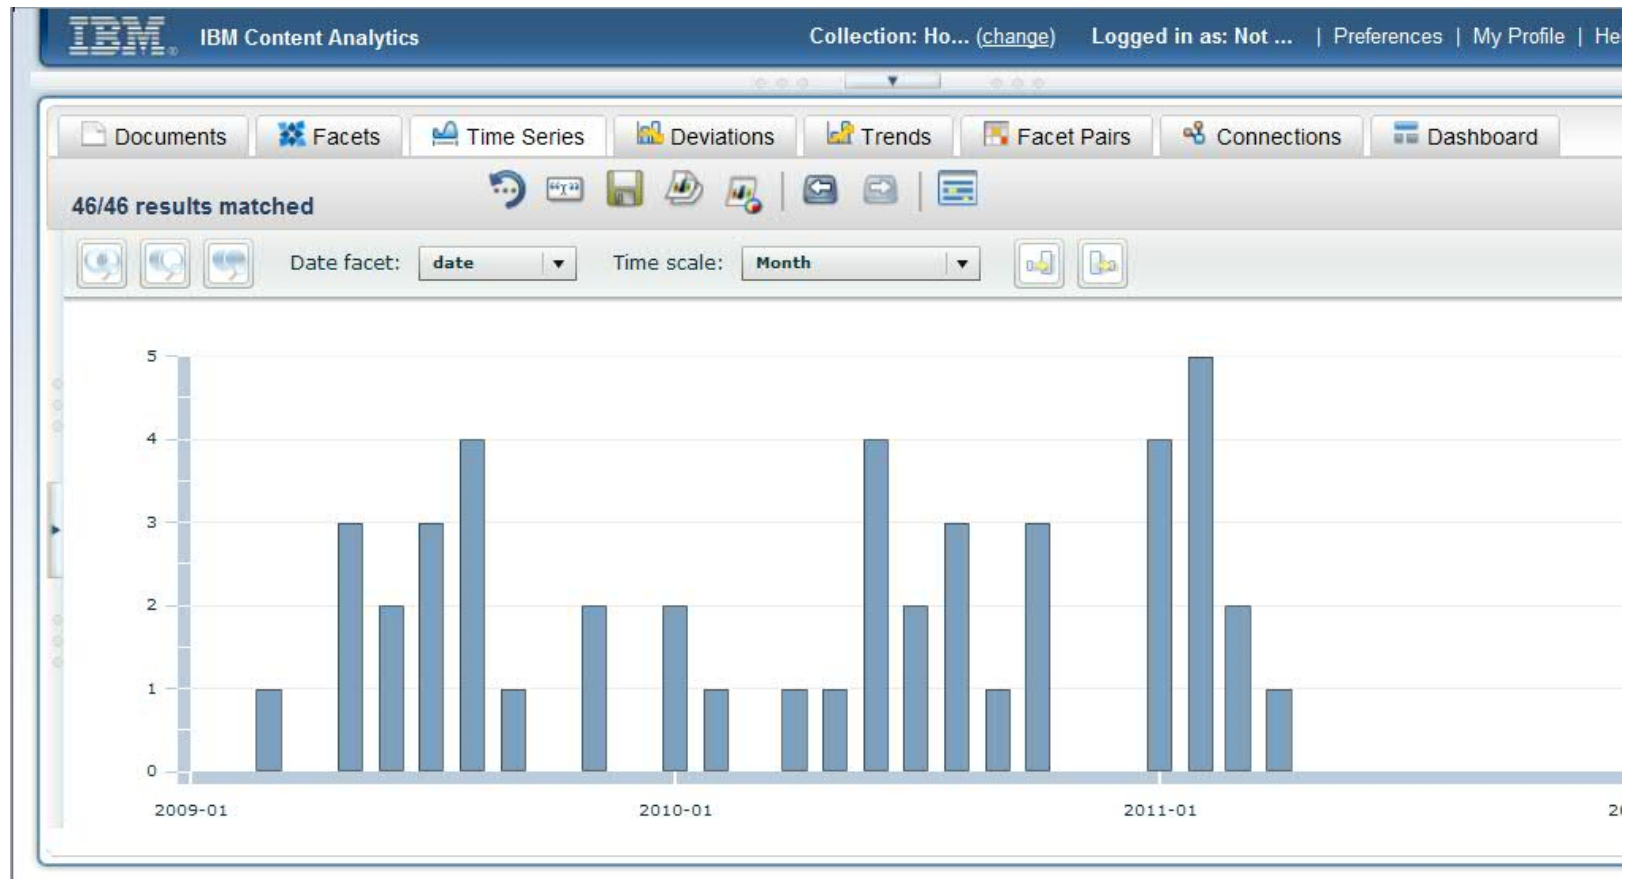 IBM IBM Content Analytics Collection: Ho... (change) Logged in as: Not ... | Preferences | My Profile | He
Documents Facets Time Series Deviations Trends Facet Pairs Connections Dashboard
46/46 results matched
Date facet: date Time scale: Month
5
4
3
2
1
0
2009-01 2010-01 2011-01